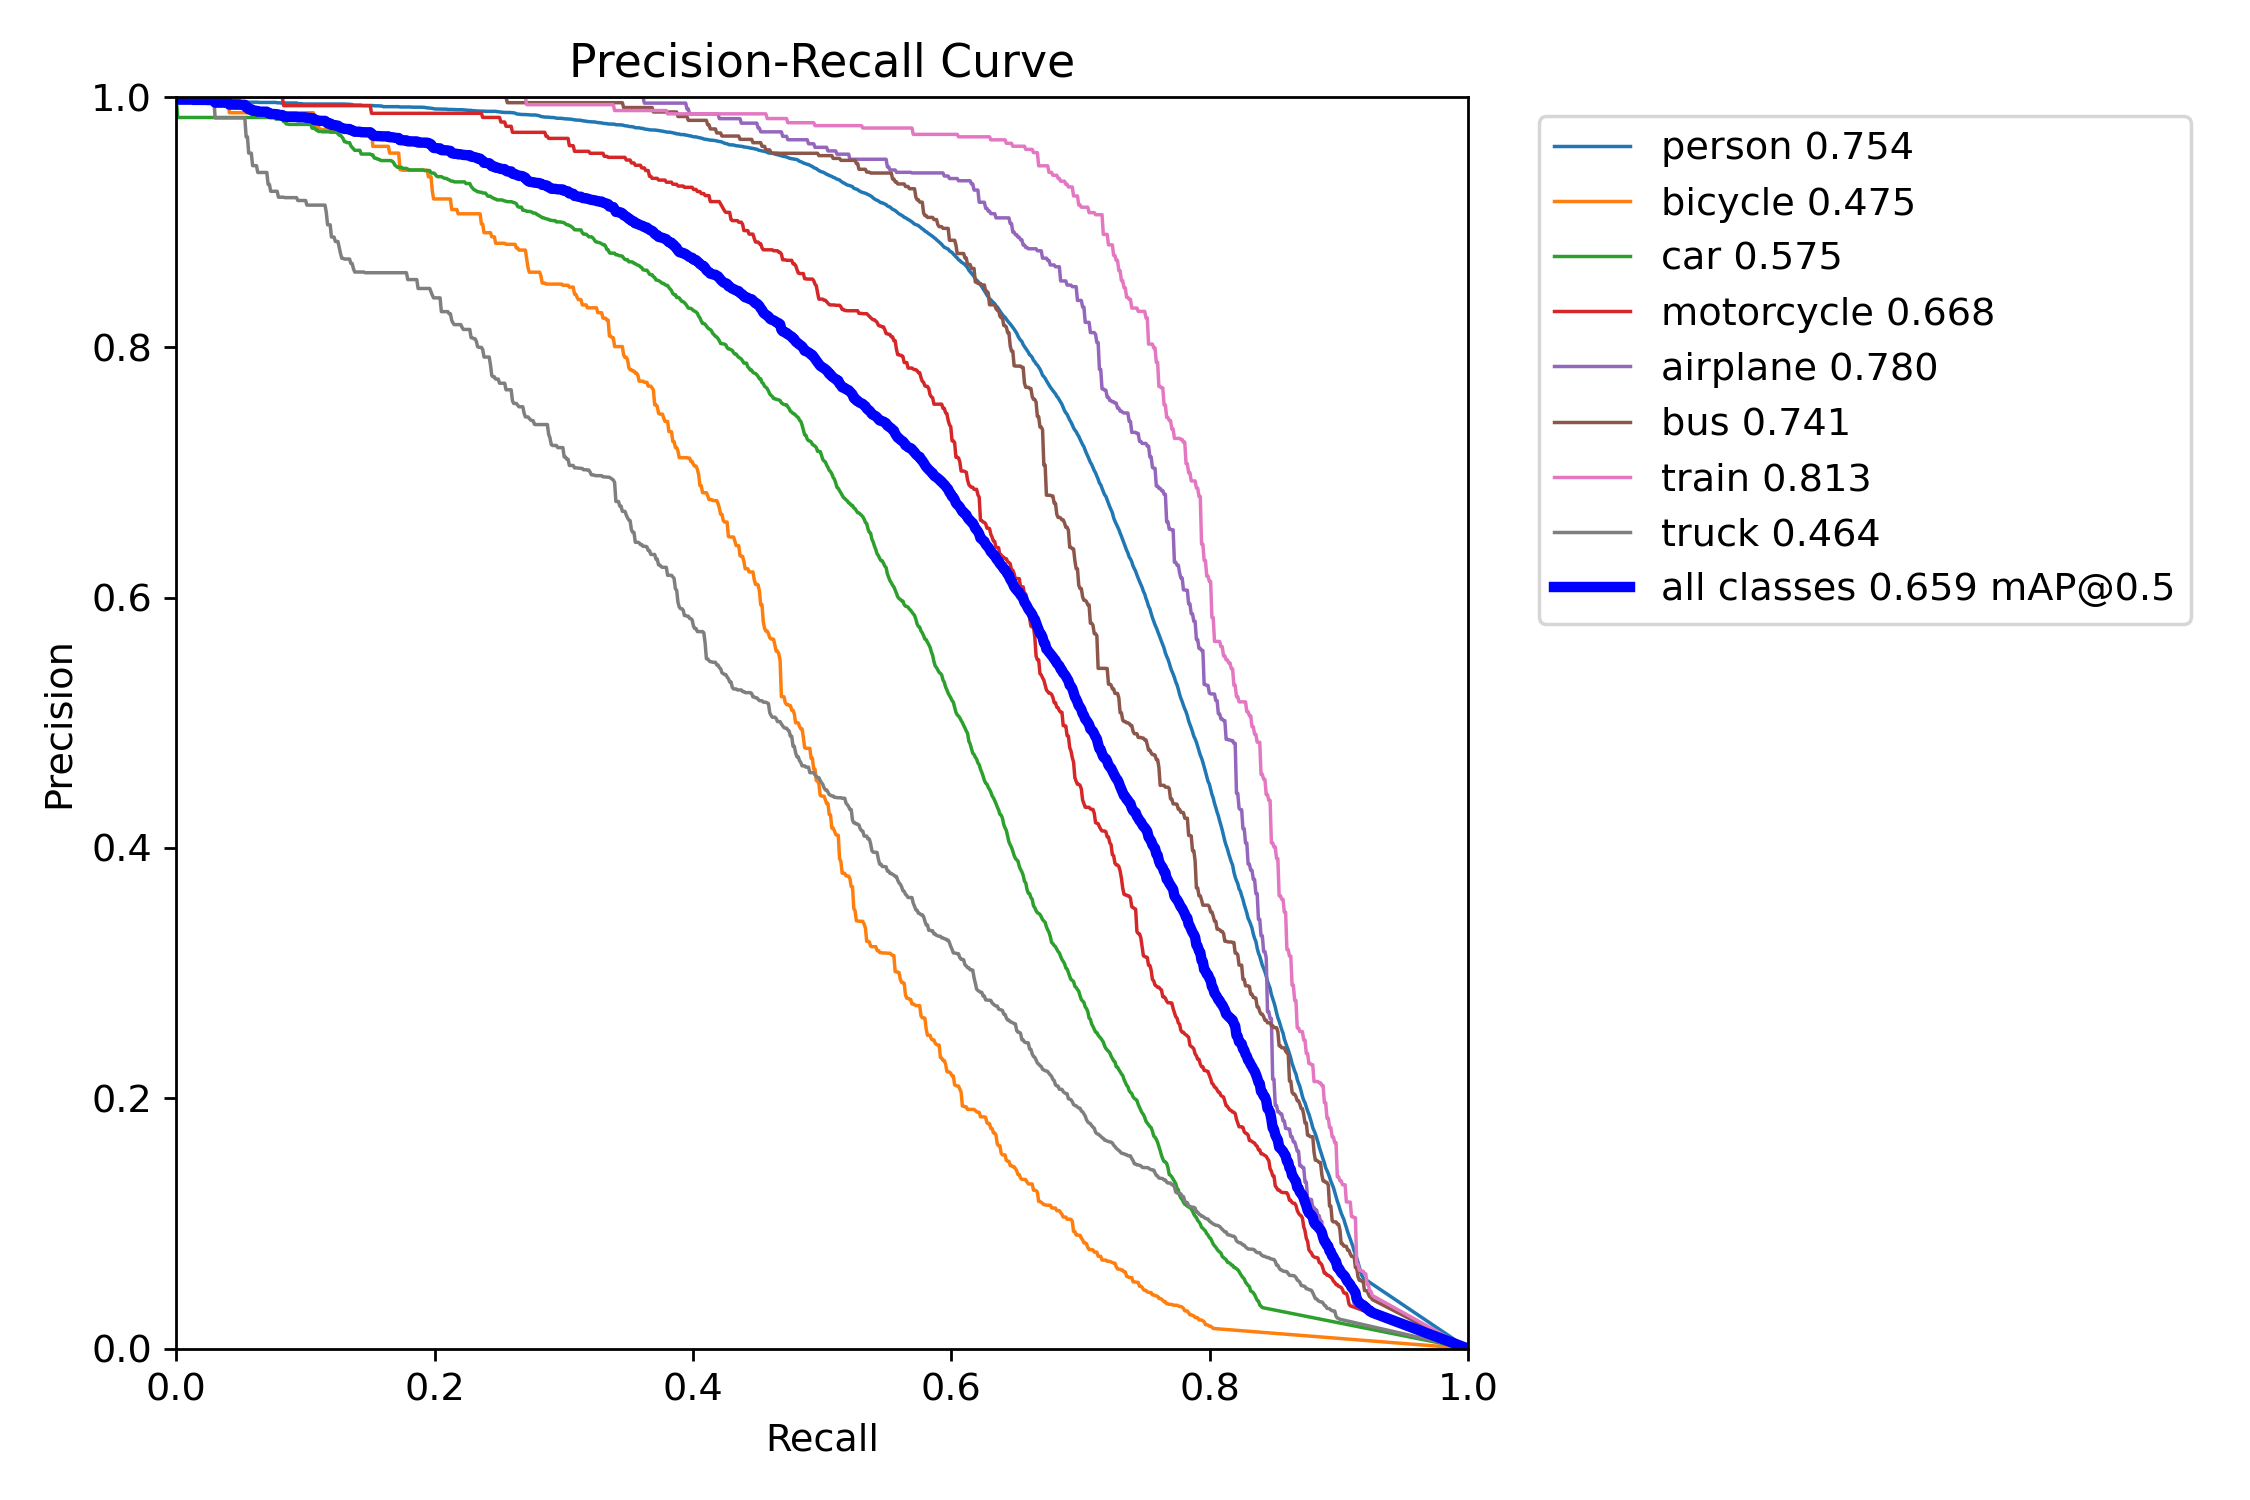 Precision-Recall Curve
1.0
0.8
0.6
0.4
0.2
0.0
Precision
0.0 0.2 0.4 0.6 0.8 1.0
Recall
person 0.754
bicycle 0.475
car 0.575
motorcycle 0.668
airplane 0.780
bus 0.741
train 0.813
truck 0.464
all classes 0.659 mAP@0.5